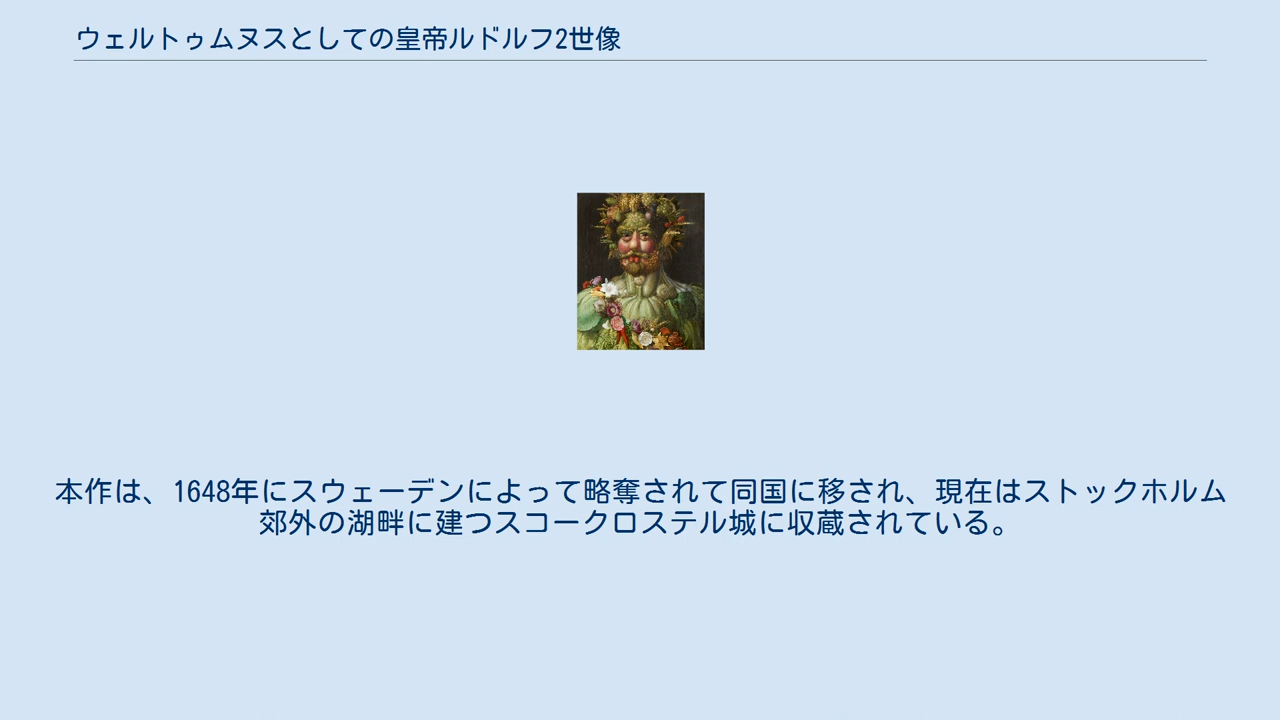 ウェルトゥムヌスとしての皇帝ルドルフ2世像
本作は、1648年にスウェーデンによって略奪されて同国に移され、現在はストックホルム
郊外の湖畔に建つスコークロステル城に収蔵されている。